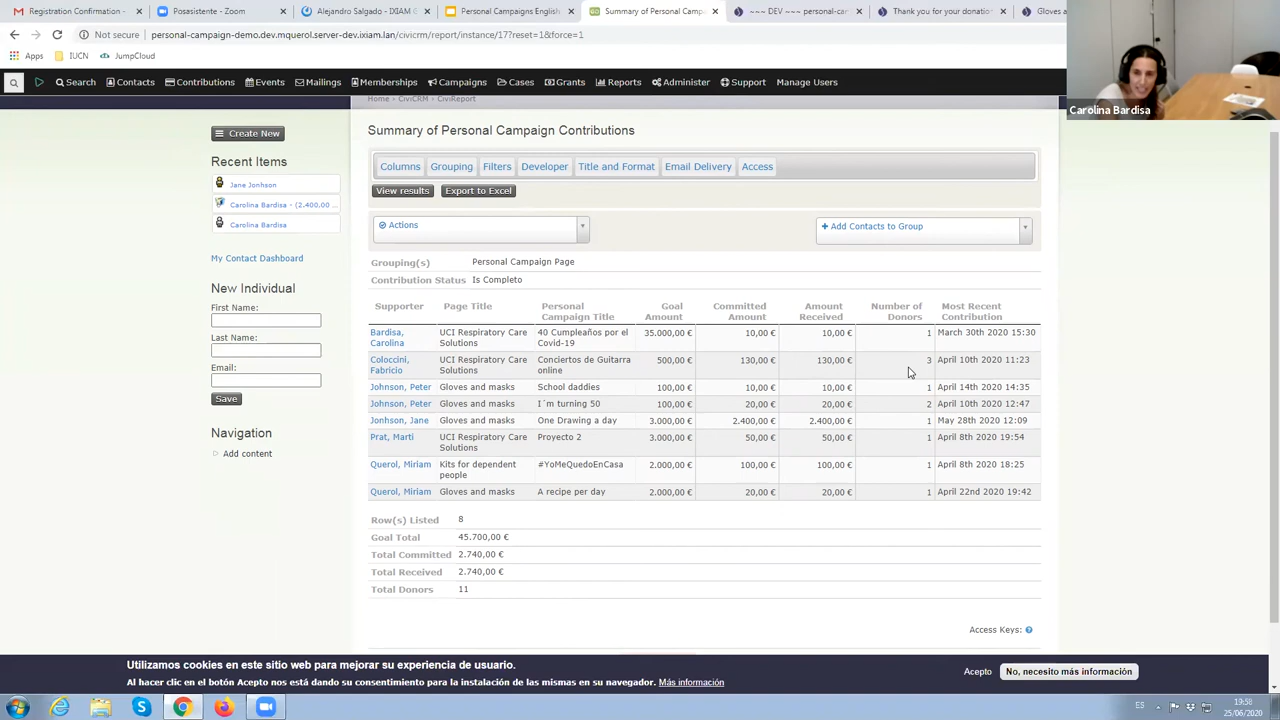 Registration Confirmation -
Posasistente - Zoom
Alejandro Salgado - IXIAM G
Personal Campaigns English
Summary of Personal Camp
~~~ DEV ~~~ personal-car
Thank you for your donation
Gloves a
Not secure
personal-campaign-demo.dev.mquerol.server-dev.ixiam.lan/civicrm/report/instance/17?reset=1&force=1
Apps
IUCN
JumpCloud
Search
Contacts
Contributions
Events
Mailings
Memberships
Campaigns
Cases
Grants
Reports
Administer
Support
Manage Users
Carolina Bardisa
Home > CiviCRM > CiviReport
Create New
Recent Items
Jane Jonhson
Carolina Bardisa - (2.400,00 ...
Carolina Bardisa
My Contact Dashboard
New Individual
First Name:
Last Name:
Email:
Save
Navigation
Add content
Summary of Personal Campaign Contributions
Columns Grouping Filters Developer Title and Format Email Delivery Access
View results Export to Excel
Actions
Add Contacts to Group
Grouping(s) Personal Campaign Page
Contribution Status Is Completo
Supporter Page Title Personal Campaign Title Goal Amount Committed Amount Amount Received Number of Donors Most Recent Contribution
Bardisa, Carolina UCI Respiratory Care Solutions 40 Cumpleaños por el Covid-19 35.000,00 € 10,00 € 10,00 € 1 March 30th 2020 15:30
Coloccini, Fabricio UCI Respiratory Care Solutions Conciertos de Guitarra online 500,00 € 130,00 € 130,00 € 3 April 10th 2020 11:23
Johnson, Peter Gloves and masks School daddies 100,00 € 10,00 € 10,00 € 1 April 14th 2020 14:35
Johnson, Peter Gloves and masks I´m turning 50 100,00 € 20,00 € 20,00 € 2 April 10th 2020 12:47
Jonhson, Jane Gloves and masks One Drawing a day 3.000,00 € 2.400,00 € 2.400,00 € 1 May 28th 2020 12:09
Prat, Marti UCI Respiratory Care Solutions Proyecto 2 3.000,00 € 50,00 € 50,00 € 1 April 8th 2020 19:54
Querol, Miriam Kits for dependent people #YoMeQuedoEnCasa 2.000,00 € 100,00 € 100,00 € 1 April 8th 2020 18:25
Querol, Miriam Gloves and masks A recipe per day 2.000,00 € 20,00 € 20,00 € 1 April 22nd 2020 19:42
Row(s) Listed 8
Goal Total 45.700,00 €
Total Committed 2.740,00 €
Total Received 2.740,00 €
Total Donors 11
Access Keys:
Utilizamos cookies en este sitio web para mejorar su experiencia de usuario.
Al hacer clic en el botón Acepto nos está dando su consentimiento para la instalación de las mismas en su navegador. Más información
Acepto
No, necesito más información
ES
19:58
25/06/2020